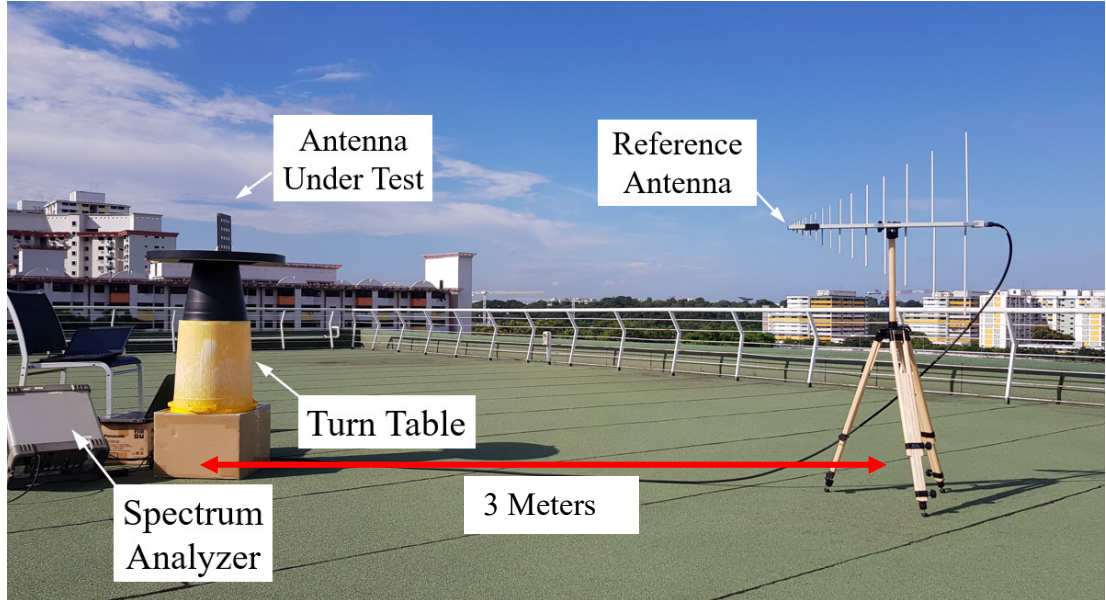 Antenna
Under Test
Reference
Antenna
Turn Table
3 Meters
Spectrum
Analyzer